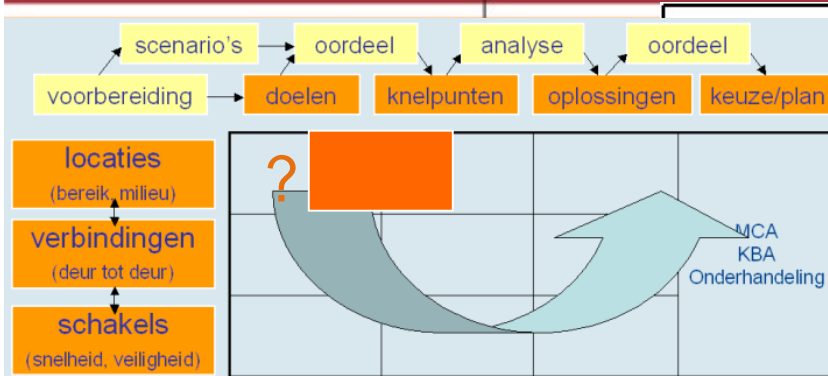 scenario's
oordeel
analyse
oordeel
voorbereiding
doelen
knelpunten
oplossingen
keuze/plan
locaties
(bereik, milieu)
?
verbindingen
(deur tot deur)
MCA
KBA
Onderhandeling
schakels
(snelheid, veiligheid)